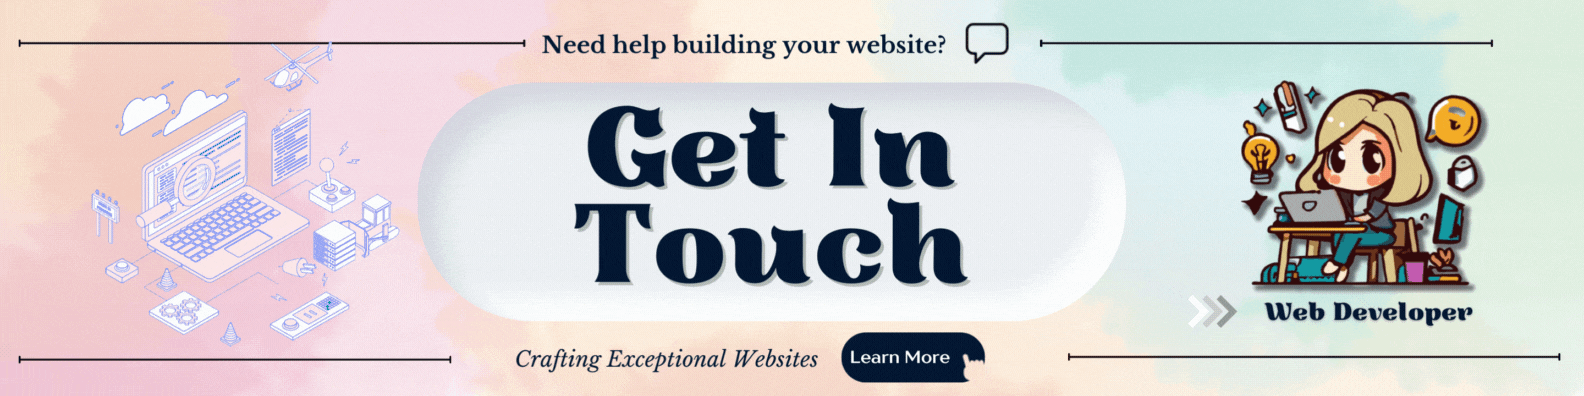 Need help building your website?
Get In
Touch
Web Developer
Crafting Exceptional Websites
Learn More